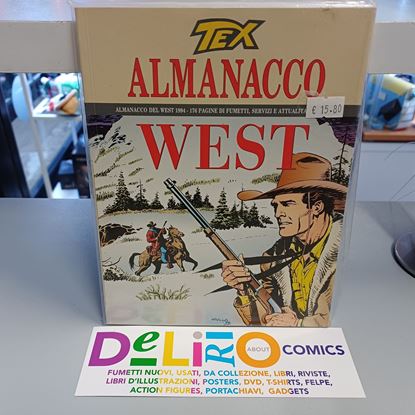 TEX
ALMANACCO
ALMANACCO DEL WEST 1994 - 176 PAGINE DI FUMETTI, SERVIZI E ATTUALITÀ
€ 15.80
WEST
DeLiRiO ABOUT COMICS
FUMETTI NUOVI, USATI, DA COLLEZIONE, LIBRI, RIVISTE,
LIBRI D'ILLUSTRAZIONI, POSTERS, DVD, T-SHIRTS, FELPE,
ACTION FIGURES, PORTACHIAVI, GADGETS